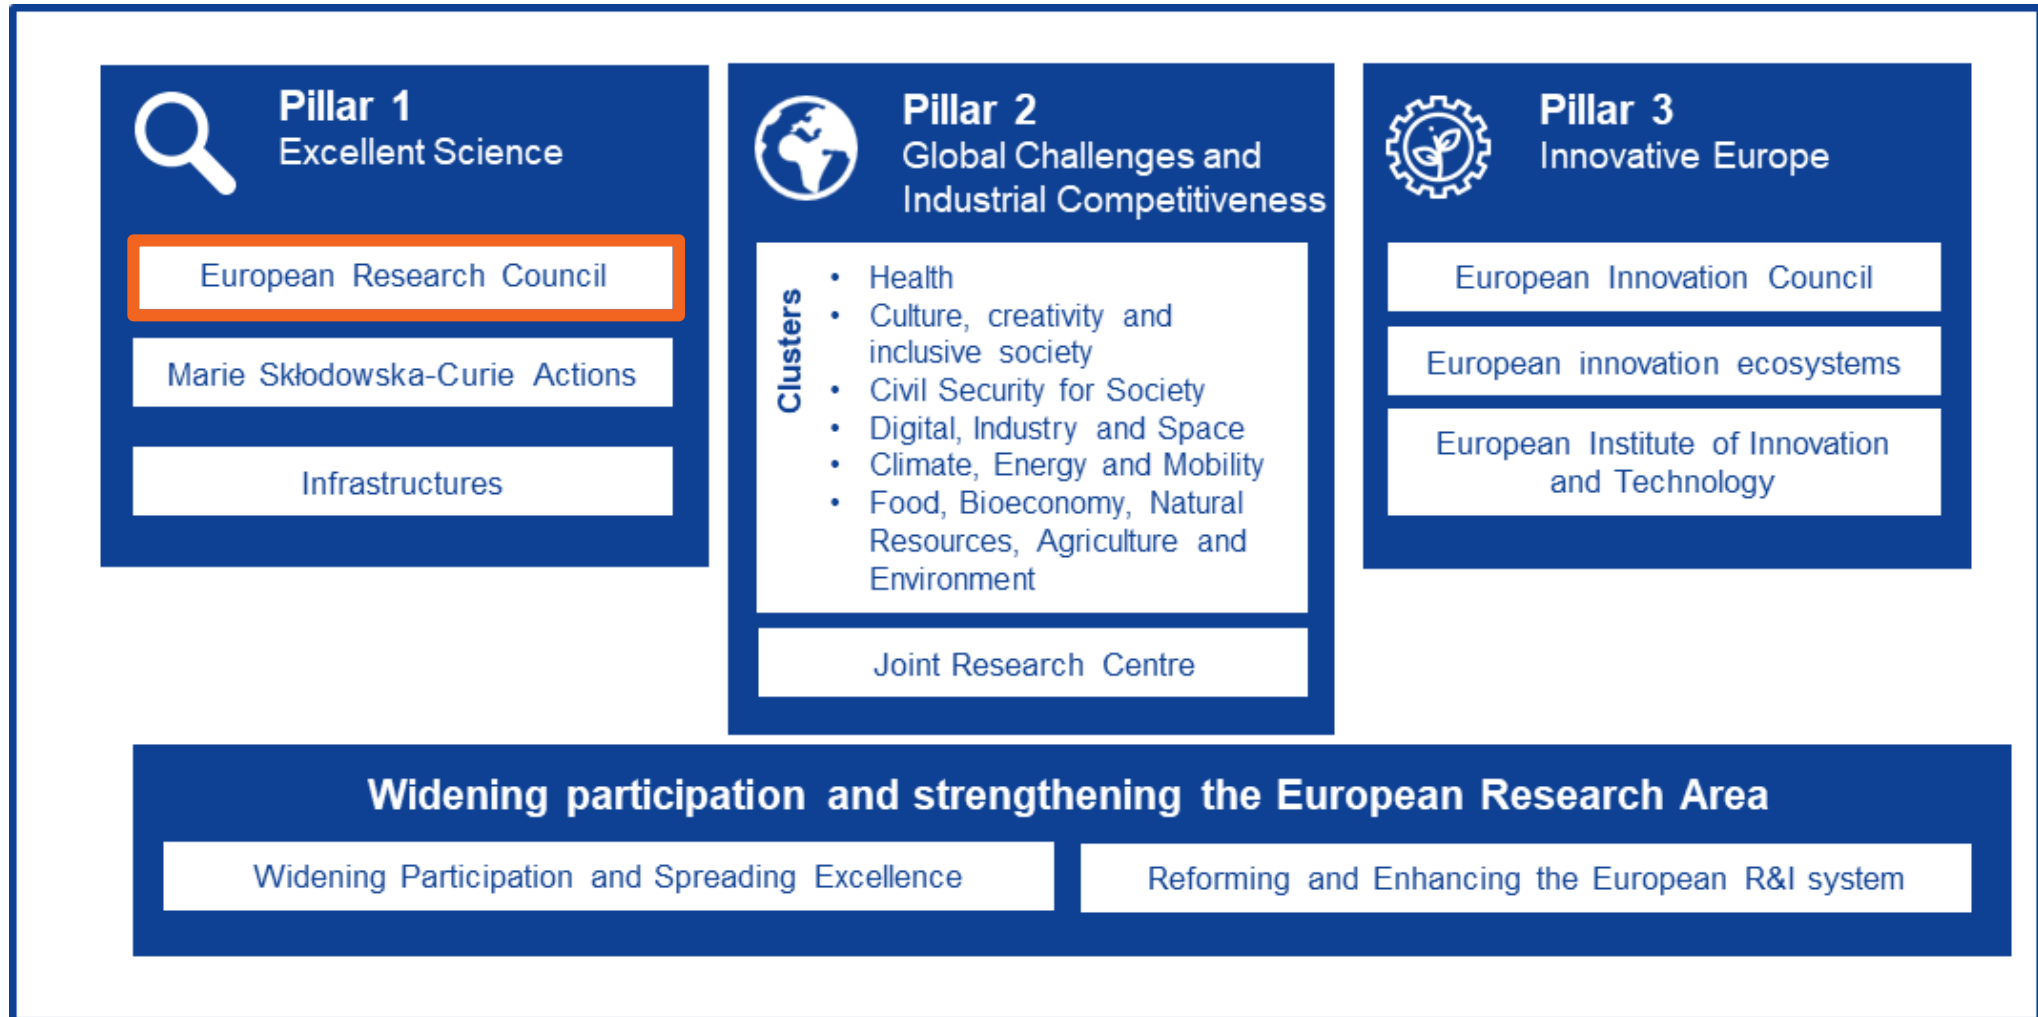 Pillar 1
Excellent Science
European Research Council
Marie Skłodowska-Curie Actions
Infrastructures
Pillar 2
Global Challenges and
Industrial Competitiveness
Clusters
• Health
• Culture, creativity and
inclusive society
• Civil Security for Society
• Digital, Industry and Space
• Climate, Energy and Mobility
• Food, Bioeconomy, Natural
Resources, Agriculture and
Environment
Joint Research Centre
Pillar 3
Innovative Europe
European Innovation Council
European innovation ecosystems
European Institute of Innovation
and Technology
Widening participation and strengthening the European Research Area
Widening Participation and Spreading Excellence
Reforming and Enhancing the European R&I system